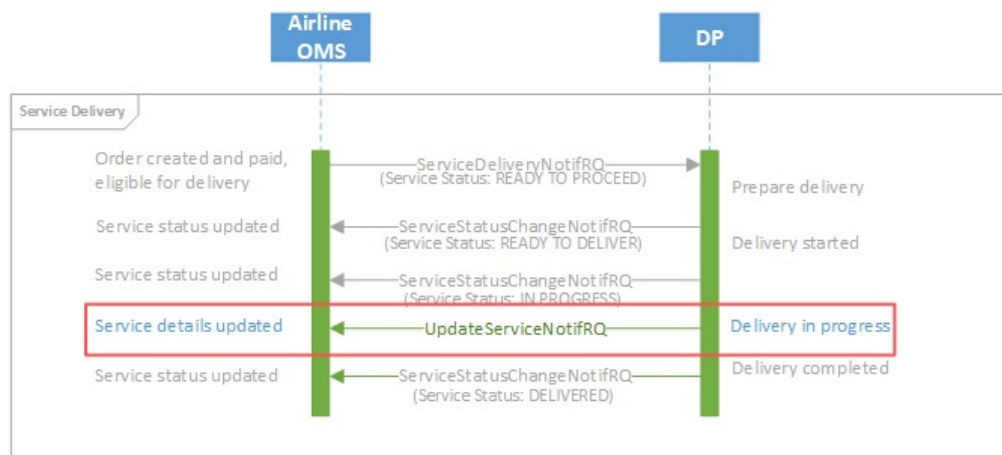 Airline
OMS
DP
Service Delivery
Order created and paid,
eligible for delivery
ServiceDeliveryNotifRQ
(Service Status: READY TO PROCEED)
Prepare delivery
Service status updated
ServiceStatusChangeNotifRQ
(Service Status: READY TO DELIVER)
Delivery started
Service status updated
ServiceStatusChangeNotifRQ
(Service Status: IN PROGRESS)
Service details updated
UpdateServiceNotifRQ
Delivery in progress
Service status updated
ServiceStatusChangeNotifRQ
(Service Status: DELIVERED)
Delivery completed